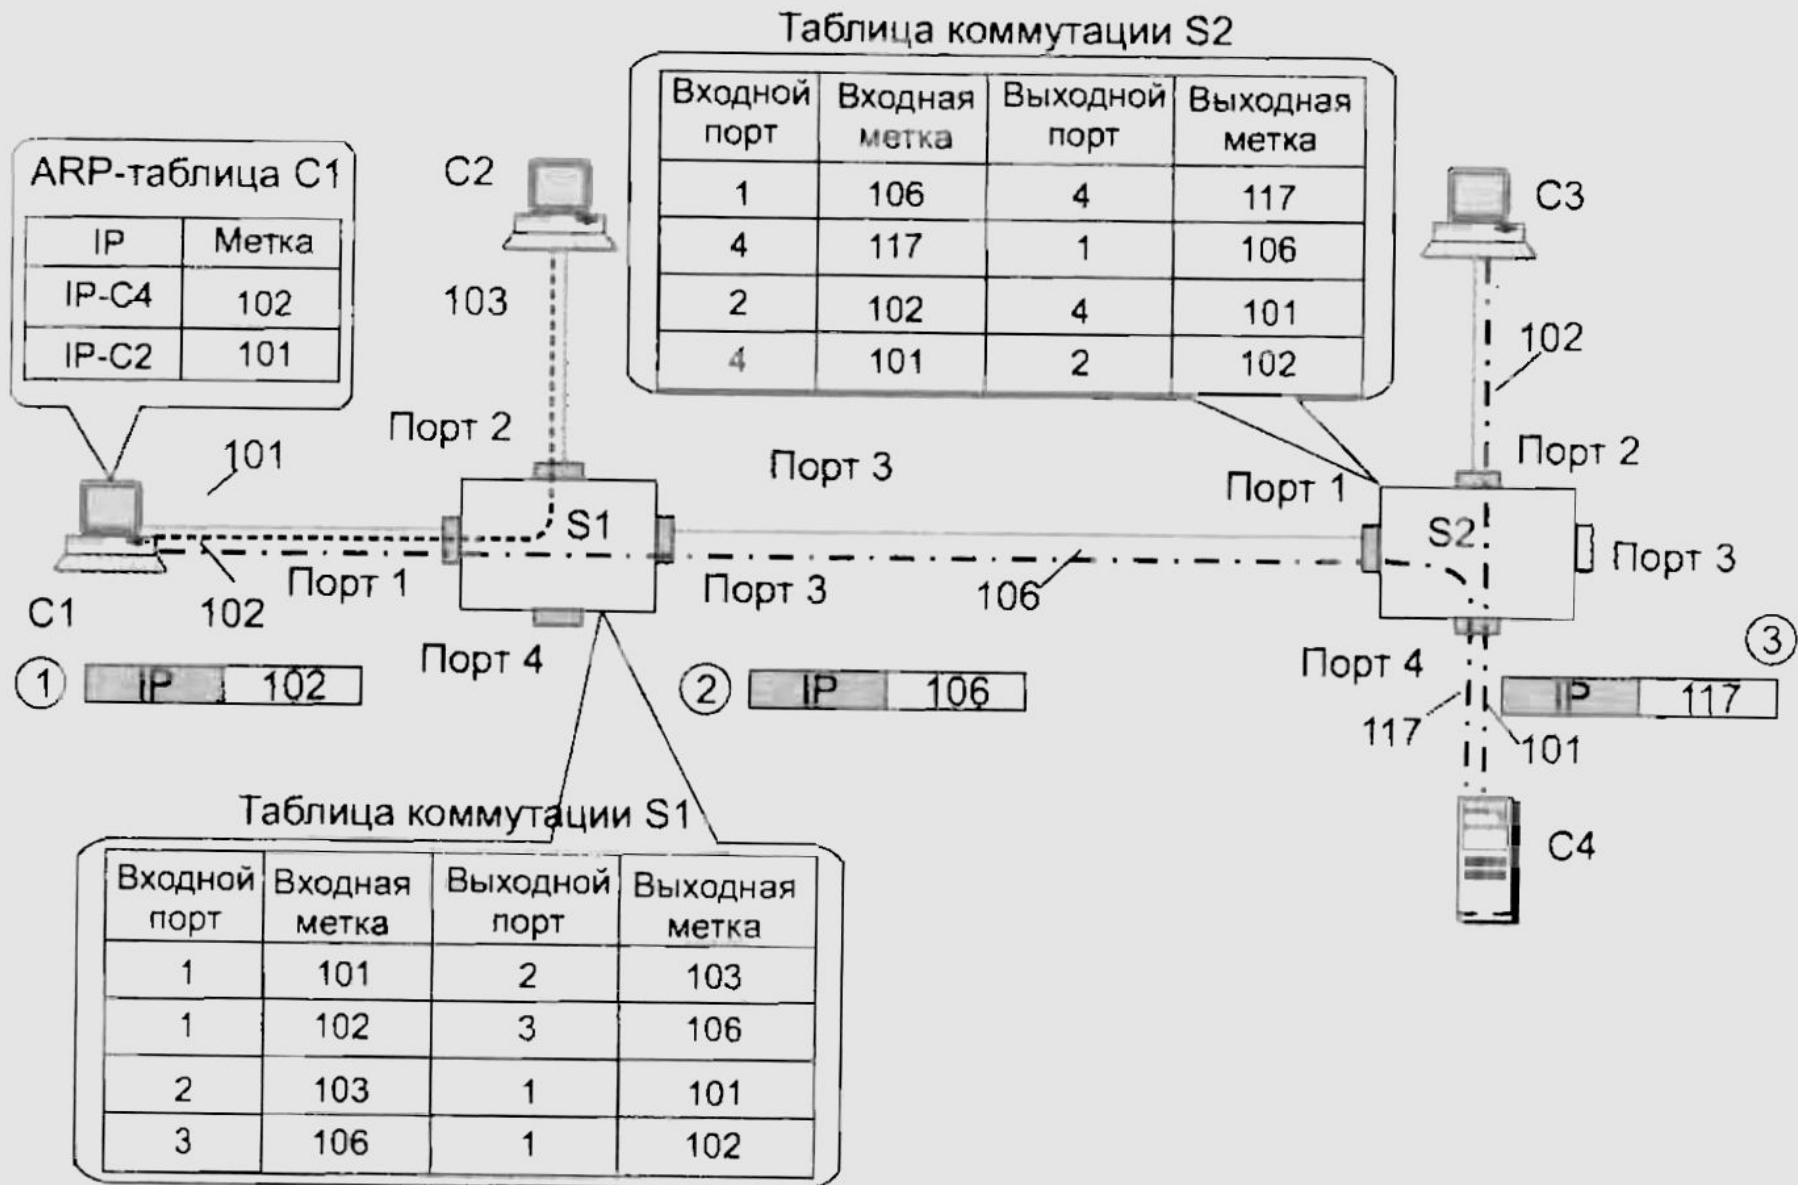 Таблица коммутации S2
Входной порт Входная метка Выходной порт Выходная метка
1 106 4 117
4 117 1 106
2 102 4 101
4 101 2 102
ARP-таблица C1
IP Метка
IP-C4 102
IP-C2 101
C2
C3
103
102
Порт 2
Порт 3
Порт 1
Порт 2
101
S1
S2
Порт 1
Порт 3
106
Порт 3
C1
102
Порт 4
Порт 4
1 IP 102
2 IP 106
3
IP 117
117
101
C4
Таблица коммутации S1
Входной порт Входная метка Выходной порт Выходная метка
1 101 2 103
1 102 3 106
2 103 1 101
3 106 1 102